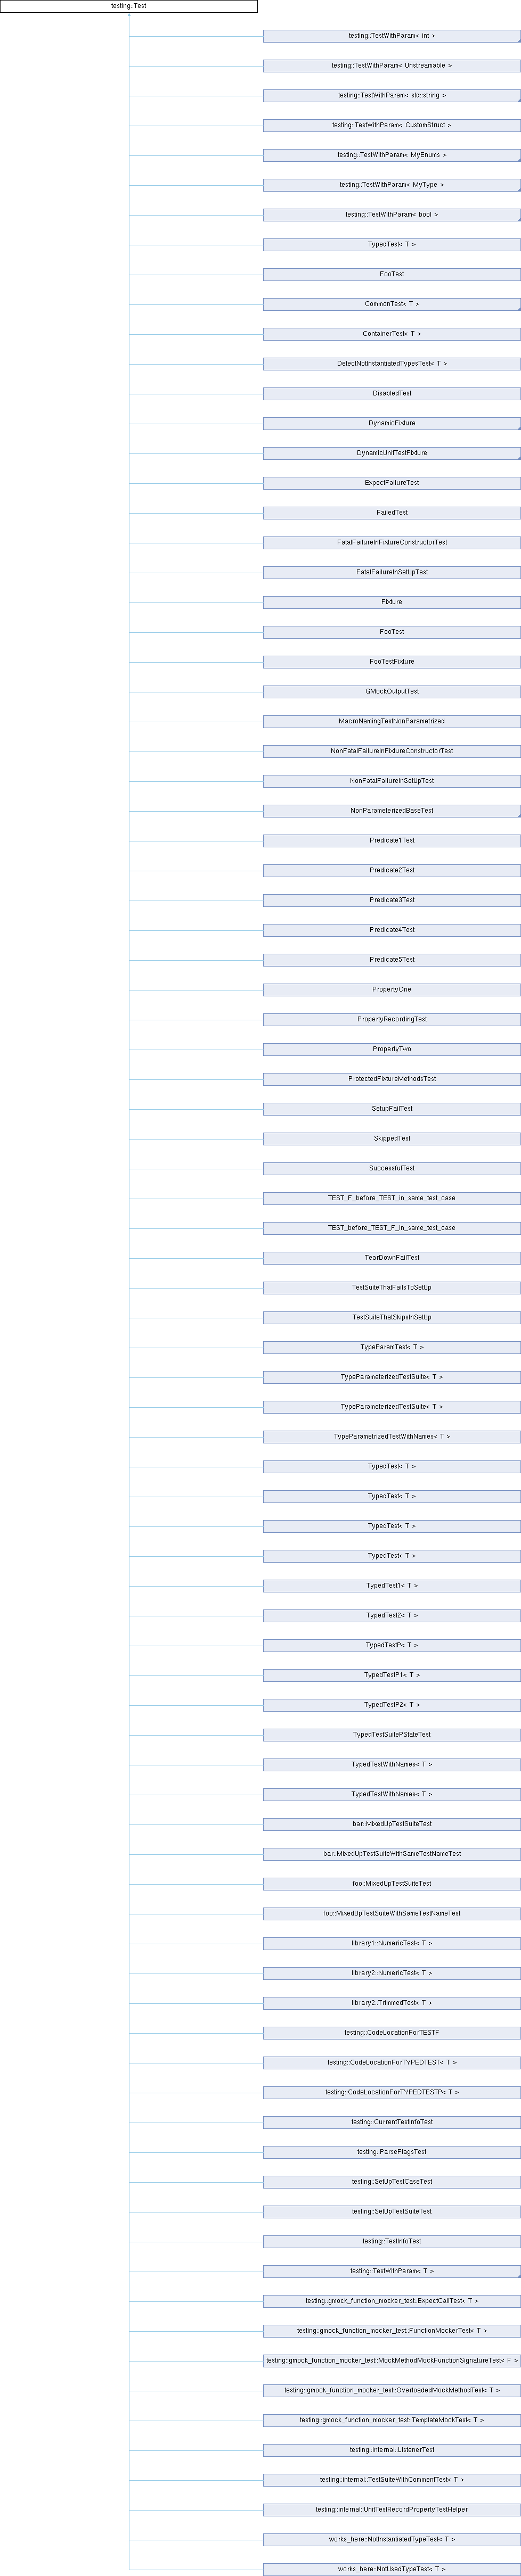 testing::Test
testing::TestWithParam< int >
testing::TestWithParam< Unstreamable >
testing::TestWithParam< std::string >
testing::TestWithParam< CustomStruct >
testing::TestWithParam< MyEnums >
testing::TestWithParam< MyType >
testing::TestWithParam< bool >
TypedTest< T >
FooTest
CommonTest< T >
ContainerTest< T >
DetectNotInstantiatedTypesTest< T >
DisabledTest
DynamicFixture
DynamicUnitTestFixture
ExpectFailureTest
FailedTest
FatalFailureInFixtureConstructorTest
FatalFailureInSetUpTest
Fixture
FooTest
FooTestFixture
GMockOutputTest
MacroNamingTestNonParametrized
NonFatalFailureInFixtureConstructorTest
NonFatalFailureInSetUpTest
NonParameterizedBaseTest
Predicate1Test
Predicate2Test
Predicate3Test
Predicate4Test
Predicate5Test
PropertyOne
PropertyRecordingTest
PropertyTwo
ProtectedFixtureMethodsTest
SetupFailTest
SkippedTest
SuccessfulTest
TEST_F_before_TEST_in_same_test_case
TEST_before_TEST_F_in_same_test_case
TearDownFailTest
TestSuiteThatFailsToSetUp
TestSuiteThatSkipsInSetUp
TypeParamTest< T >
TypeParameterizedTestSuite< T >
TypeParameterizedTestSuite< T >
TypeParametrizedTestWithNames< T >
TypedTest< T >
TypedTest< T >
TypedTest< T >
TypedTest< T >
TypedTest1< T >
TypedTest2< T >
TypedTestP< T >
TypedTestP1< T >
TypedTestP2< T >
TypedTestSuitePStateTest
TypedTestWithNames< T >
TypedTestWithNames< T >
bar::MixedUpTestSuiteTest
bar::MixedUpTestSuiteWithSameTestNameTest
foo::MixedUpTestSuiteTest
foo::MixedUpTestSuiteWithSameTestNameTest
library1::NumericTest< T >
library2::NumericTest< T >
library2::TrimmedTest< T >
testing::CodeLocationForTESTF
testing::CodeLocationForTYPEDTEST< T >
testing::CodeLocationForTYPEDTESTP< T >
testing::CurrentTestInfoTest
testing::ParseFlagsTest
testing::SetUpTestCaseTest
testing::SetUpTestSuiteTest
testing::TestInfoTest
testing::TestWithParam< T >
testing::gmock_function_mocker_test::ExpectCallTest< T >
testing::gmock_function_mocker_test::FunctionMockerTest< T >
testing::gmock_function_mocker_test::MockMethodMockFunctionSignatureTest< F >
testing::gmock_function_mocker_test::OverloadedMockMethodTest< T >
testing::gmock_function_mocker_test::TemplateMockTest< T >
testing::internal::ListenerTest
testing::internal::TestSuiteWithCommentTest< T >
testing::internal::UnitTestRecordPropertyTestHelper
works_here::NotInstantiatedTypeTest< T >
works_here::NotUsedTypeTest< T >